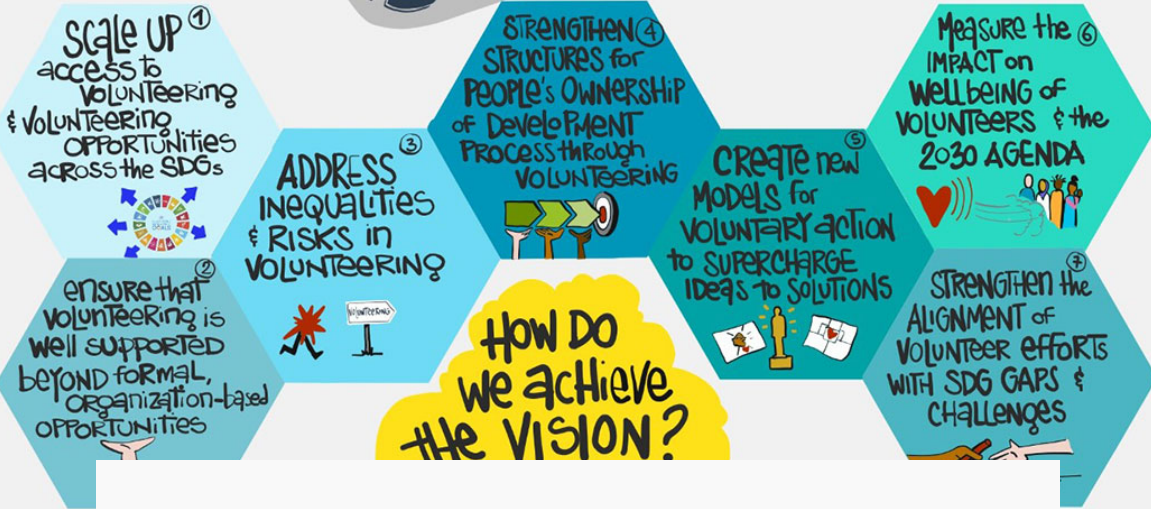 SCALE UP ①
access to
VOLUNTEERING
& VOLUNTEERING
OPPORTUNITIES
across the SDGs
②
ensure that
VOLUNTEERING is
well supported
beyond formal,
organization-based
OPPORTUNITIES
③
ADDRESS
INEQUALITIES
& RISKS in
VOLUNTEERING
VOLUNTEERING
STRENGTHEN ④
STRUCTURES for
PEOPLE'S OWNERSHIP
of DEVELOPMENT
PROCESS through
VOLUNTEERING
⑤
CREATE new
MODELS for
VOLUNTARY ACTION
to SUPERCHARGE
IDEAS to SOLUTIONS
Measure the ⑥
IMPACT on
Wellbeing of
VOLUNTEERS & the
2030 AGENDA
⑦
STRENGTHEN the
ALIGNMENT of
VOLUNTEER efforts
WITH SDG GAPS &
CHALLENGES
HOW DO
we achieve
the VISION?